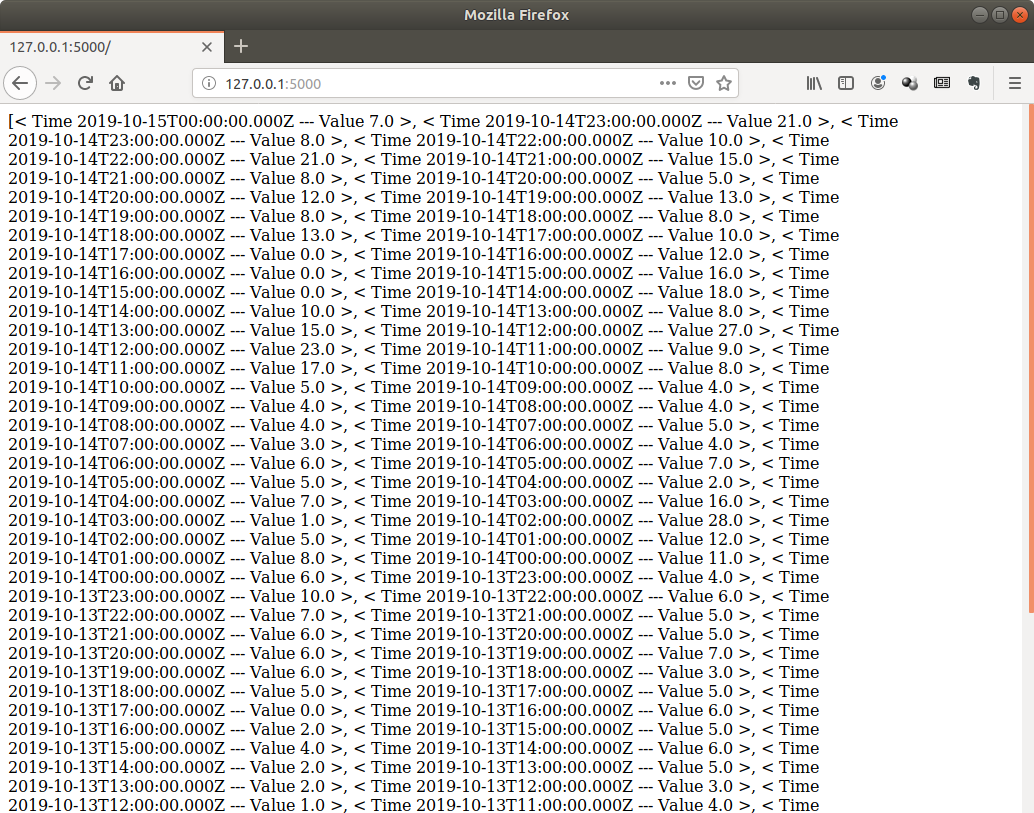 Mozilla Firefox
127.0.0.1:5000/
127.0.0.1:5000
[< Time 2019-10-15T00:00:00.000Z --- Value 7.0 >, < Time 2019-10-14T23:00:00.000Z --- Value 21.0 >, < Time
2019-10-14T23:00:00.000Z --- Value 8.0 >, < Time 2019-10-14T22:00:00.000Z --- Value 10.0 >, < Time
2019-10-14T22:00:00.000Z --- Value 21.0 >, < Time 2019-10-14T21:00:00.000Z --- Value 15.0 >, < Time
2019-10-14T21:00:00.000Z --- Value 8.0 >, < Time 2019-10-14T20:00:00.000Z --- Value 5.0 >, < Time
2019-10-14T20:00:00.000Z --- Value 12.0 >, < Time 2019-10-14T19:00:00.000Z --- Value 13.0 >, < Time
2019-10-14T19:00:00.000Z --- Value 8.0 >, < Time 2019-10-14T18:00:00.000Z --- Value 8.0 >, < Time
2019-10-14T18:00:00.000Z --- Value 13.0 >, < Time 2019-10-14T17:00:00.000Z --- Value 10.0 >, < Time
2019-10-14T17:00:00.000Z --- Value 0.0 >, < Time 2019-10-14T16:00:00.000Z --- Value 12.0 >, < Time
2019-10-14T16:00:00.000Z --- Value 0.0 >, < Time 2019-10-14T15:00:00.000Z --- Value 16.0 >, < Time
2019-10-14T15:00:00.000Z --- Value 0.0 >, < Time 2019-10-14T14:00:00.000Z --- Value 18.0 >, < Time
2019-10-14T14:00:00.000Z --- Value 10.0 >, < Time 2019-10-14T13:00:00.000Z --- Value 8.0 >, < Time
2019-10-14T13:00:00.000Z --- Value 15.0 >, < Time 2019-10-14T12:00:00.000Z --- Value 27.0 >, < Time
2019-10-14T12:00:00.000Z --- Value 23.0 >, < Time 2019-10-14T11:00:00.000Z --- Value 9.0 >, < Time
2019-10-14T11:00:00.000Z --- Value 17.0 >, < Time 2019-10-14T10:00:00.000Z --- Value 8.0 >, < Time
2019-10-14T10:00:00.000Z --- Value 5.0 >, < Time 2019-10-14T09:00:00.000Z --- Value 4.0 >, < Time
2019-10-14T09:00:00.000Z --- Value 4.0 >, < Time 2019-10-14T08:00:00.000Z --- Value 4.0 >, < Time
2019-10-14T08:00:00.000Z --- Value 4.0 >, < Time 2019-10-14T07:00:00.000Z --- Value 5.0 >, < Time
2019-10-14T07:00:00.000Z --- Value 3.0 >, < Time 2019-10-14T06:00:00.000Z --- Value 4.0 >, < Time
2019-10-14T06:00:00.000Z --- Value 6.0 >, < Time 2019-10-14T05:00:00.000Z --- Value 7.0 >, < Time
2019-10-14T05:00:00.000Z --- Value 5.0 >, < Time 2019-10-14T04:00:00.000Z --- Value 2.0 >, < Time
2019-10-14T04:00:00.000Z --- Value 7.0 >, < Time 2019-10-14T03:00:00.000Z --- Value 16.0 >, < Time
2019-10-14T03:00:00.000Z --- Value 1.0 >, < Time 2019-10-14T02:00:00.000Z --- Value 28.0 >, < Time
2019-10-14T02:00:00.000Z --- Value 5.0 >, < Time 2019-10-14T01:00:00.000Z --- Value 12.0 >, < Time
2019-10-14T01:00:00.000Z --- Value 8.0 >, < Time 2019-10-14T00:00:00.000Z --- Value 11.0 >, < Time
2019-10-14T00:00:00.000Z --- Value 6.0 >, < Time 2019-10-13T23:00:00.000Z --- Value 4.0 >, < Time
2019-10-13T23:00:00.000Z --- Value 10.0 >, < Time 2019-10-13T22:00:00.000Z --- Value 6.0 >, < Time
2019-10-13T22:00:00.000Z --- Value 7.0 >, < Time 2019-10-13T21:00:00.000Z --- Value 5.0 >, < Time
2019-10-13T21:00:00.000Z --- Value 6.0 >, < Time 2019-10-13T20:00:00.000Z --- Value 5.0 >, < Time
2019-10-13T20:00:00.000Z --- Value 6.0 >, < Time 2019-10-13T19:00:00.000Z --- Value 7.0 >, < Time
2019-10-13T19:00:00.000Z --- Value 6.0 >, < Time 2019-10-13T18:00:00.000Z --- Value 3.0 >, < Time
2019-10-13T18:00:00.000Z --- Value 5.0 >, < Time 2019-10-13T17:00:00.000Z --- Value 5.0 >, < Time
2019-10-13T17:00:00.000Z --- Value 0.0 >, < Time 2019-10-13T16:00:00.000Z --- Value 6.0 >, < Time
2019-10-13T16:00:00.000Z --- Value 2.0 >, < Time 2019-10-13T15:00:00.000Z --- Value 5.0 >, < Time
2019-10-13T15:00:00.000Z --- Value 4.0 >, < Time 2019-10-13T14:00:00.000Z --- Value 6.0 >, < Time
2019-10-13T14:00:00.000Z --- Value 2.0 >, < Time 2019-10-13T13:00:00.000Z --- Value 5.0 >, < Time
2019-10-13T13:00:00.000Z --- Value 2.0 >, < Time 2019-10-13T12:00:00.000Z --- Value 3.0 >, < Time
2019-10-13T12:00:00.000Z --- Value 1.0 >, < Time 2019-10-13T11:00:00.000Z --- Value 4.0 >, < Time